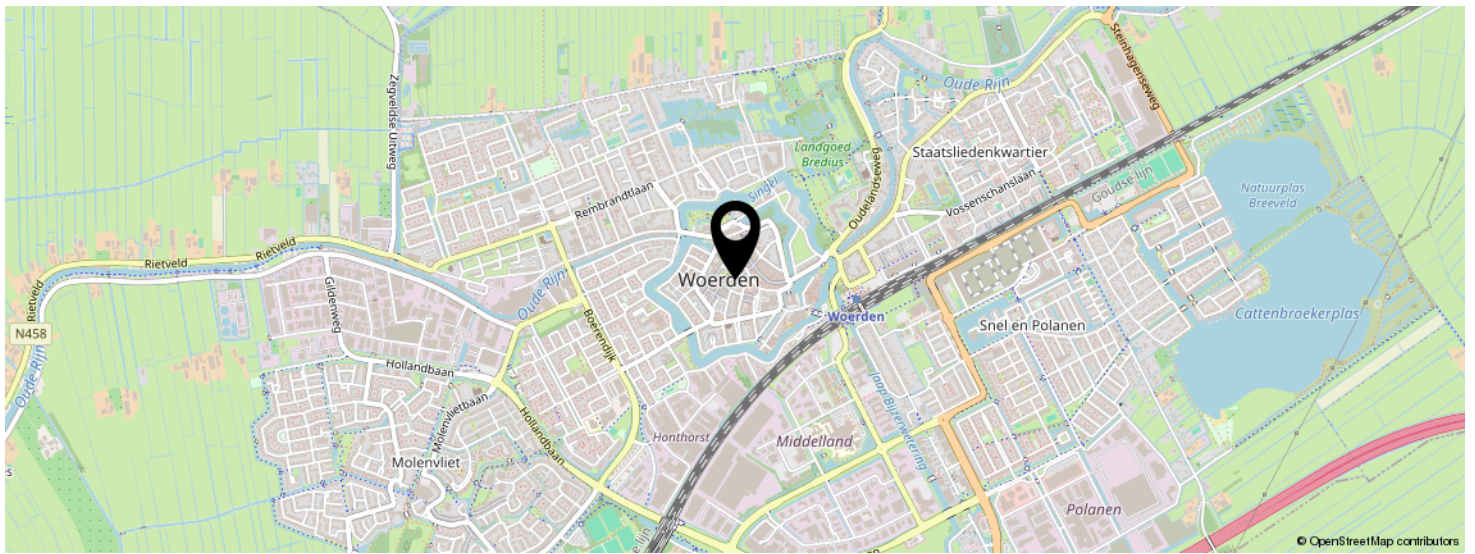 Steinhagenseweg
Oude Rijn
Zegveldse Uitweg
Landgoed
Bredius
Staatsliedenkwartier
Oudelandseweg
Goudse lijn
Natuurplas
Breeveld
Singel
Rembrandtlaan
Vossenschanslaan
Rietveld
Rietveld
Rietveld
Gildenweg
Oude Rijn
Woerden
Woerden
Snel en Polanen
Cattenbroekerplas
N458
Boerendijk
Oude Rijn
Hollandbaan
Molenvlietbaan
Jaap Bijzerwetering
Hollandbaan
Honthorst
Middelland
Molenvliet
Polanen
© OpenStreetMap contributors